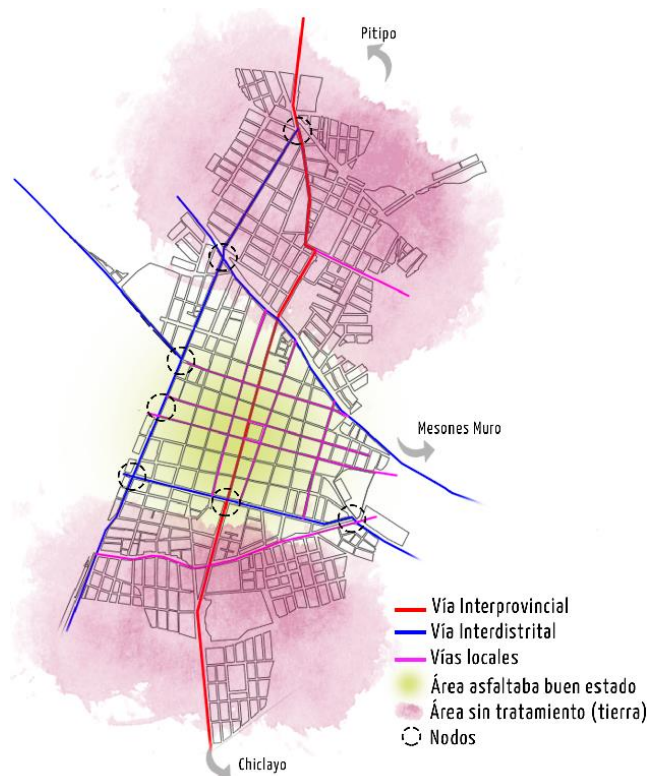 Pitipo
Mesones Muro
Vía Interprovincial
Vía Interdistrital
Vías locales
Área asfaltaba buen estado
Área sin tratamiento (tierra)
Nodos
Chiclayo